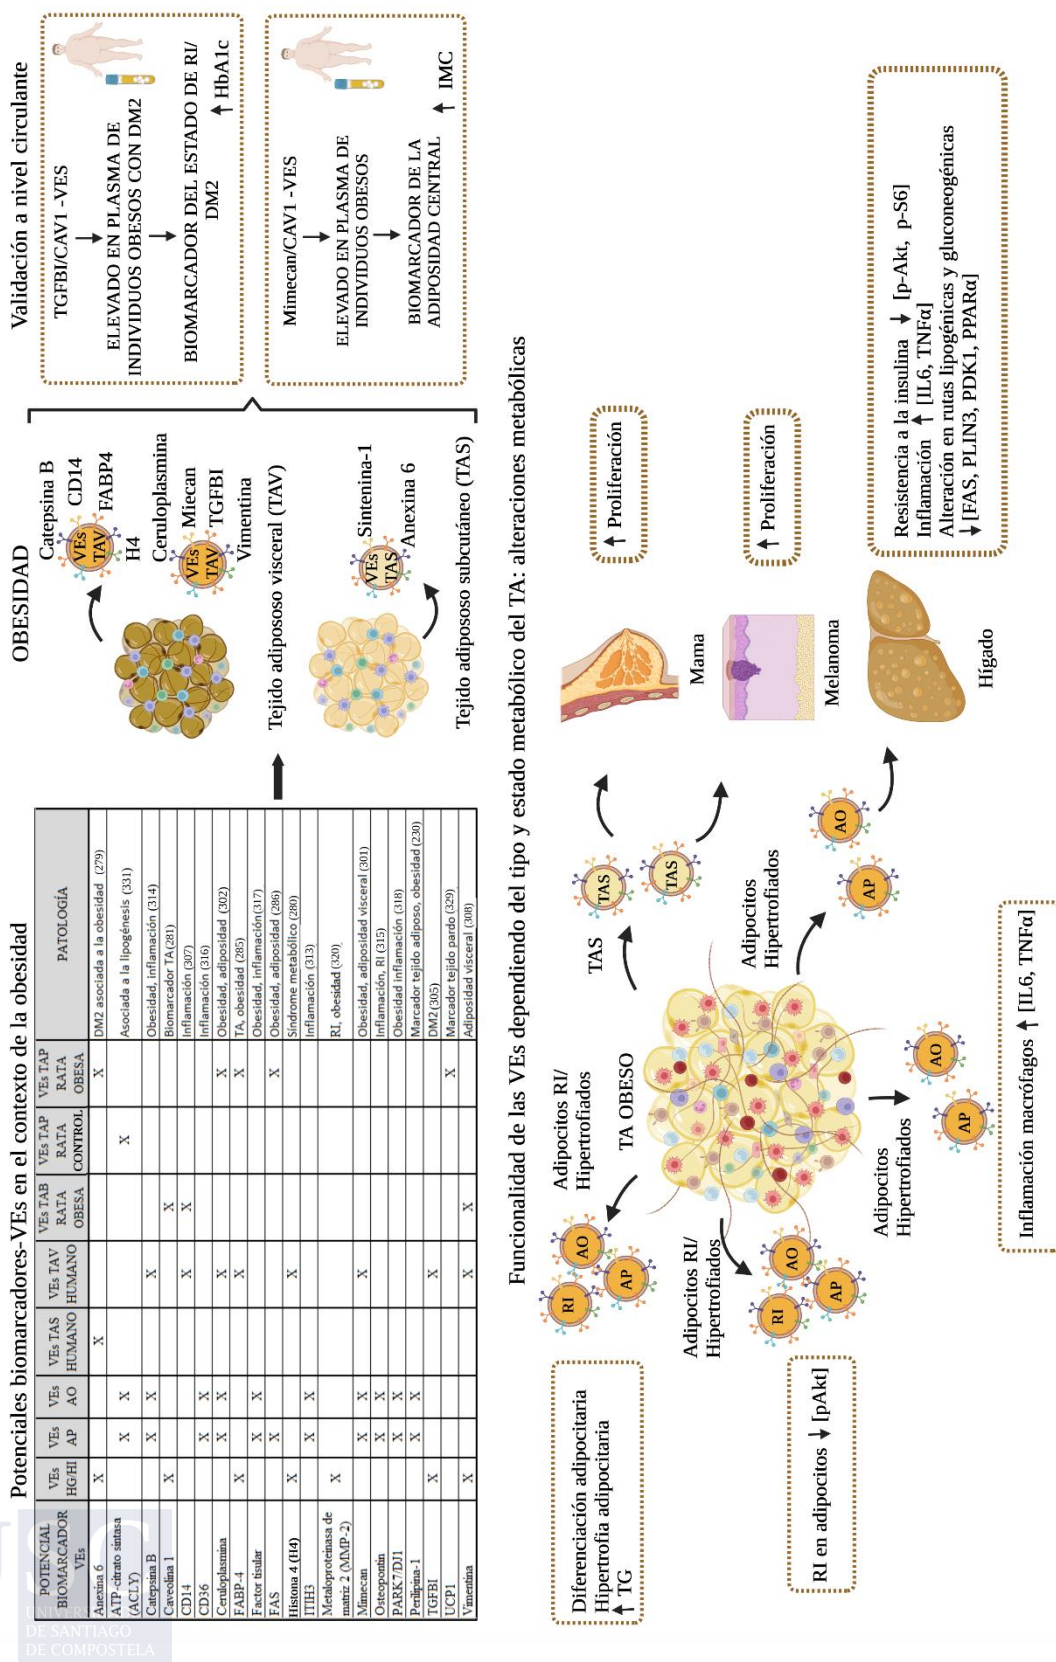 Potenciales biomarcadores-VEs en el contexto de la obesidad
POTENCIAL BIOMARCADOR VEs
VEs HG/HI
VEs AP
VEs AO
VEs TAS HUMANO
VEs TAV HUMANO
VEs TAB RATA OBESA
VEs TAP RATA CONTROL
VEs TAP RATA OBESA
PATOLOGÍA
Anexina 6 X X X DM2 asociada a la obesidad (279)
ATP-citrato sintasa
(ACLY) X X X Asociada a la lipogénesis (331)
Catepsina B X X X Obesidad, inflamación (314)
Caveolina 1 X X Biomarcador TA (281)
CD14 X X Inflamación (307)
CD36 X X Inflamación (316)
Ceruloplasmina X X X X Obesidad, adiposidad (302)
FABP-4 X X X TA, obesidad (285)
Factor tisular X X Obesidad, inflamación (317)
FAS X X Obesidad, adiposidad (286)
Histona 4 (H4) X X Síndrome metabólico (280)
ITIH3 X X Inflamación (313)
Metaloproteinasa de
matriz 2 (MMP-2) X RI, obesidad (320)
Mimecan X X X Obesidad, adiposidad visceral (301)
Osteopontin X X Inflamación, RI (315)
PARK7/DJ1 X X Obesidad inflamación (318)
Perilipina-1 X X Marcador tejido adiposo, obesidad (230)
TGFBI X X DM2 (305)
UCP1 X Marcador tejido pardo (329)
Vimentina X X X Adiposidad visceral (308)
OBESIDAD
VEs
TAV
Catepsina B
CD14
FABP4
H4
VEs
TAV
Ceruloplasmina
Miecan
TGFBI
Vimentina
Tejido adipososo visceral (TAV)
VEs
TAS
Sintenina-1
Anexina 6
Tejido adipososo subcutáneo (TAS)
Validación a nivel circulante
TGFBI/CAV1 -VES
ELEVADO EN PLASMA DE
INDIVIDUOS OBESOS CON DM2
BIOMARCADOR DEL ESTADO DE RI/
DM2
↑ HbA1c
Mimecan/CAV1 -VES
ELEVADO EN PLASMA DE
INDIVIDUOS OBESOS
BIOMARCADOR DE LA
ADIPOSIDAD CENTRAL
↑ IMC
Funcionalidad de las VEs dependiendo del tipo y estado metabólico del TA: alteraciones metabólicas
Diferenciación adipocitaria
Hipertrofia adipocitaria
↑ TG
RI
AO
AP
Adipocitos RI/
Hipertrofiados
TA OBESO
RI en adipocitos ↓ [pAkt]
RI
AO
AP
Adipocitos RI/
Hipertrofiados
Adipocitos
Hipertrofiados
AP
AO
Inflamación macrófagos ↑ [IL6, TNFα]
TAS
TAS
TAS
Mama
↑ Proliferación
Melanoma
↑ Proliferación
Adipocitos
Hipertrofiados
AP
AO
Hígado
Resistencia a la insulina ↓ [p-Akt, p-S6]
Inflamación ↑ [IL6, TNFα]
Alteración en rutas lipogénicas y gluconeogénicas
↓ [FAS, PLIN3, PDK1, PPARα]
DE SANTIAGO
DE COMPOSTELA